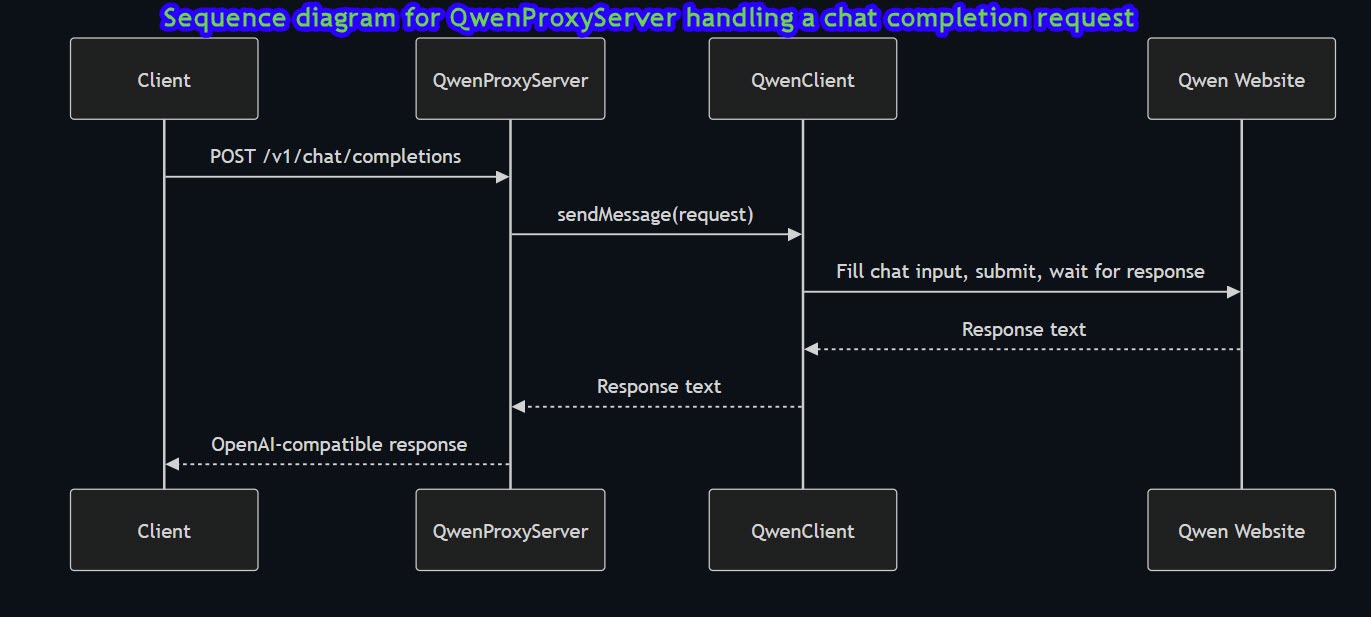 Sequence diagram for QwenProxyServer handling a chat completion request
Client
QwenProxyServer
QwenClient
Qwen Website
POST /v1/chat/completions
sendMessage(request)
Fill chat input, submit, wait for response
Response text
Response text
OpenAI-compatible response
Client
QwenProxyServer
QwenClient
Qwen Website